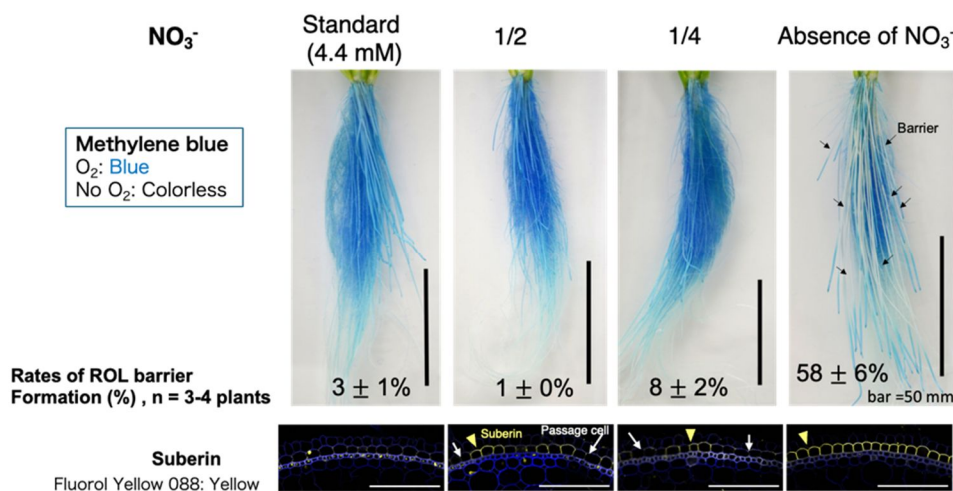 NO₃⁻
Standard
(4.4 mM)
1/2
1/4
Absence of NO₃⁻
Methylene blue
O₂: Blue
No O₂: Colorless
Barrier
Rates of ROL barrier
Formation (%) , n = 3-4 plants
3 ± 1%
1 ± 0%
8 ± 2%
58 ± 6%
bar =50 mm
Suberin
Fluorol Yellow 088: Yellow
Suberin
Passage cell